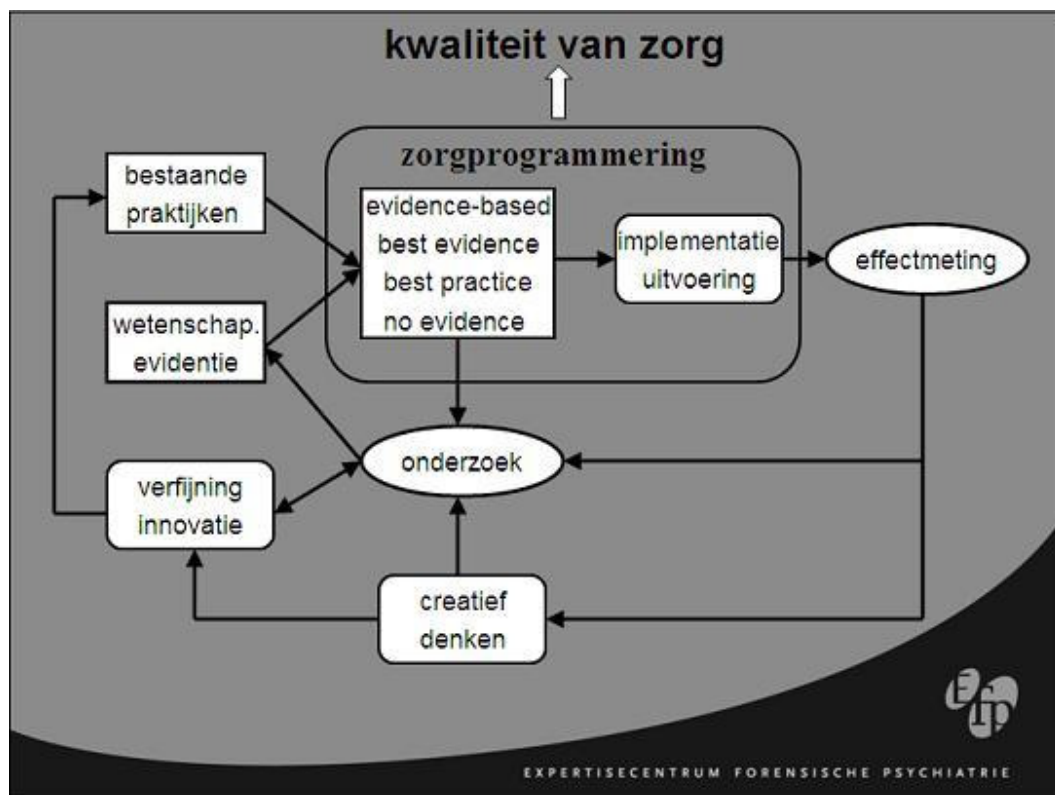 kwaliteit van zorg
zorgprogrammering
bestaande
praktijken
evidence-based
best evidence
best practice
no evidence
implementatie
uitvoering
effectmeting
wetenschap.
evidentie
onderzoek
verfijning
innovatie
creatief
denken
Efp
EXPERTISECENTRUM FORENSISCHE PSYCHIATRIE